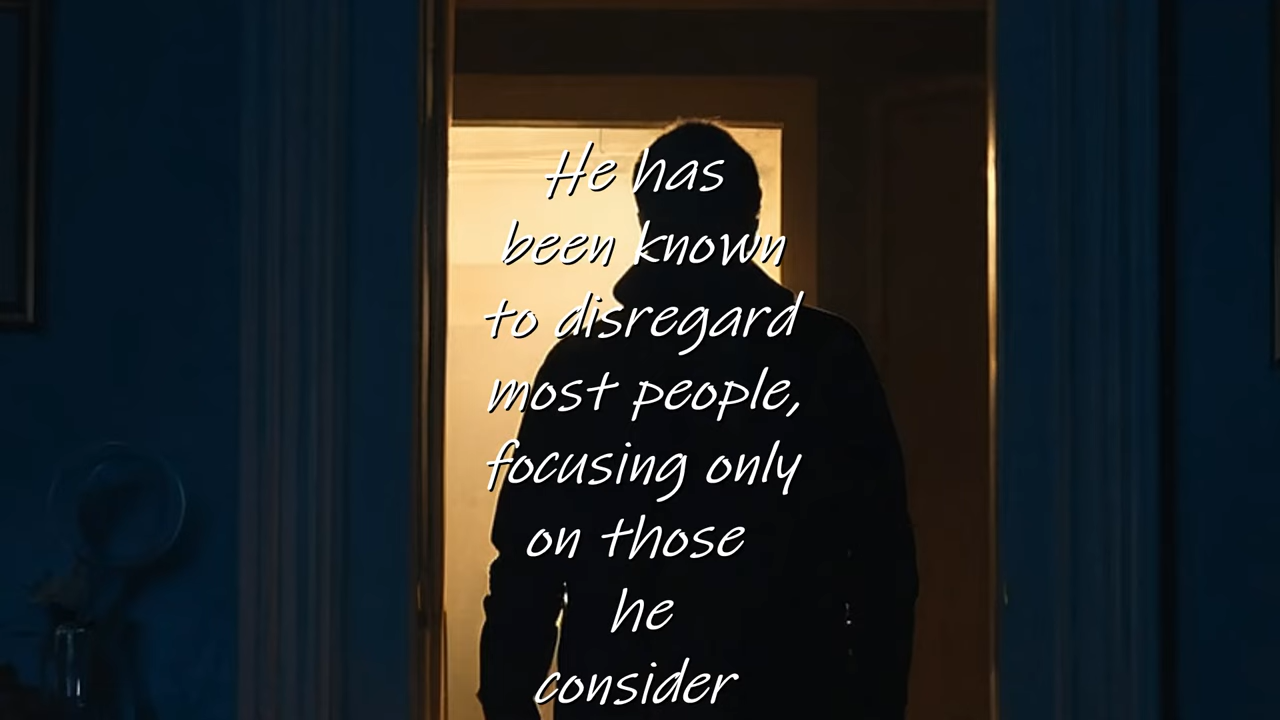 He has
been known
to disregard
most people,
focusing only
on those
he
consider